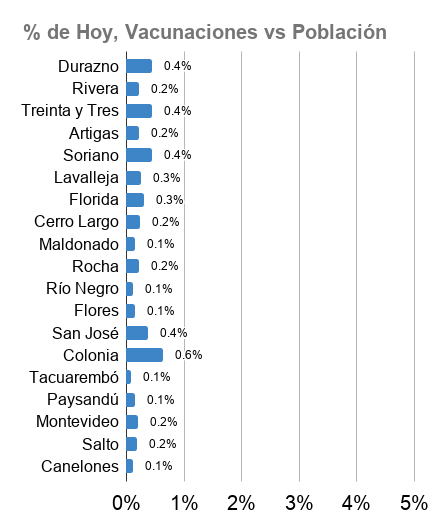 % de Hoy, Vacunaciones vs Población
Durazno 0.4%
Rivera 0.2%
Treinta y Tres 0.4%
Artigas 0.2%
Soriano 0.4%
Lavalleja 0.3%
Florida 0.3%
Cerro Largo 0.2%
Maldonado 0.1%
Rocha 0.2%
Río Negro 0.1%
Flores 0.1%
San José 0.4%
Colonia 0.6%
Tacuarembó 0.1%
Paysandú 0.1%
Montevideo 0.2%
Salto 0.2%
Canelones 0.1%
0% 1% 2% 3% 4% 5%